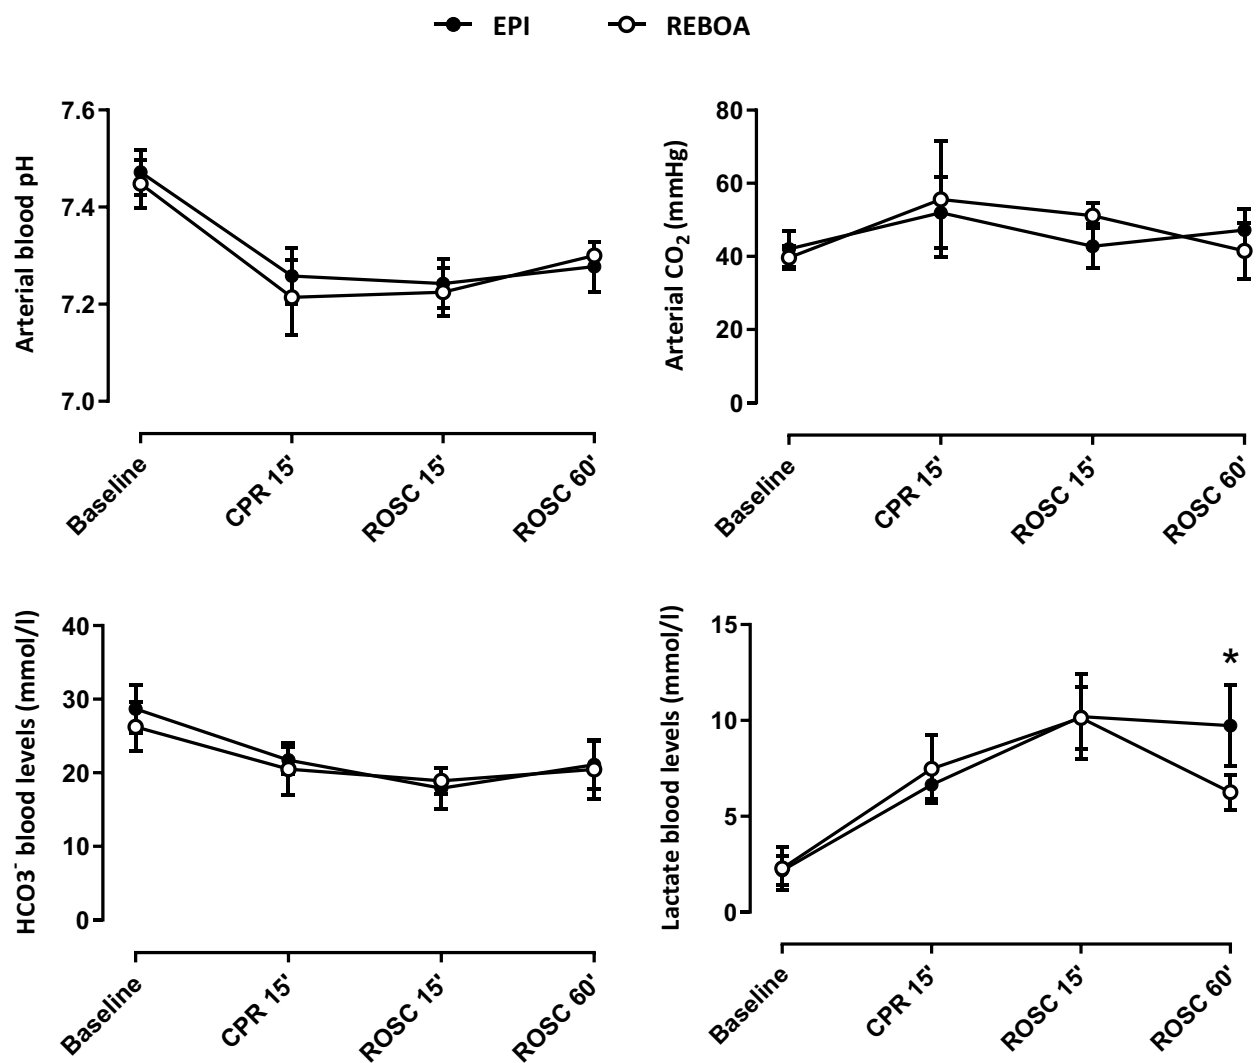 EPI REBOA
Arterial blood pH
7.6
7.4
7.2
7.0
Baseline
CPR 15'
ROSC 15'
ROSC 60'
Arterial CO2 (mmHg)
80
60
40
20
0
Baseline
CPR 15'
ROSC 15'
ROSC 60'
HCO3⁻ blood levels (mmol/l)
40
30
20
10
0
Baseline
CPR 15'
ROSC 15'
ROSC 60'
Lactate blood levels (mmol/l)
15
10
5
0
*
Baseline
CPR 15'
ROSC 15'
ROSC 60'